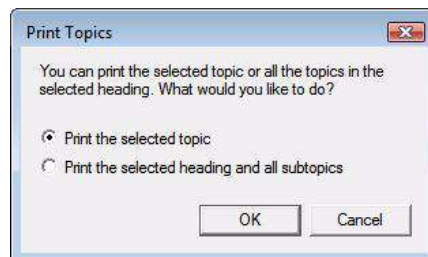 Print Topics
You can print the selected topic or all the topics in the
selected heading. What would you like to do?
Print the selected topic
Print the selected heading and all subtopics
OK
Cancel